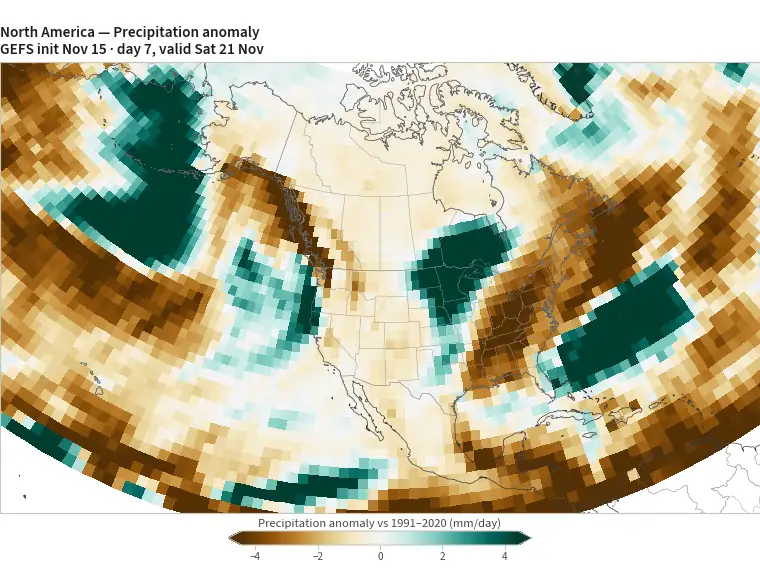 North America — Precipitation anomaly
GEFS init Nov 15 · day 7, valid Sat 21 Nov
Precipitation anomaly vs 1991–2020 (mm/day)
−4 −2 0 2 4